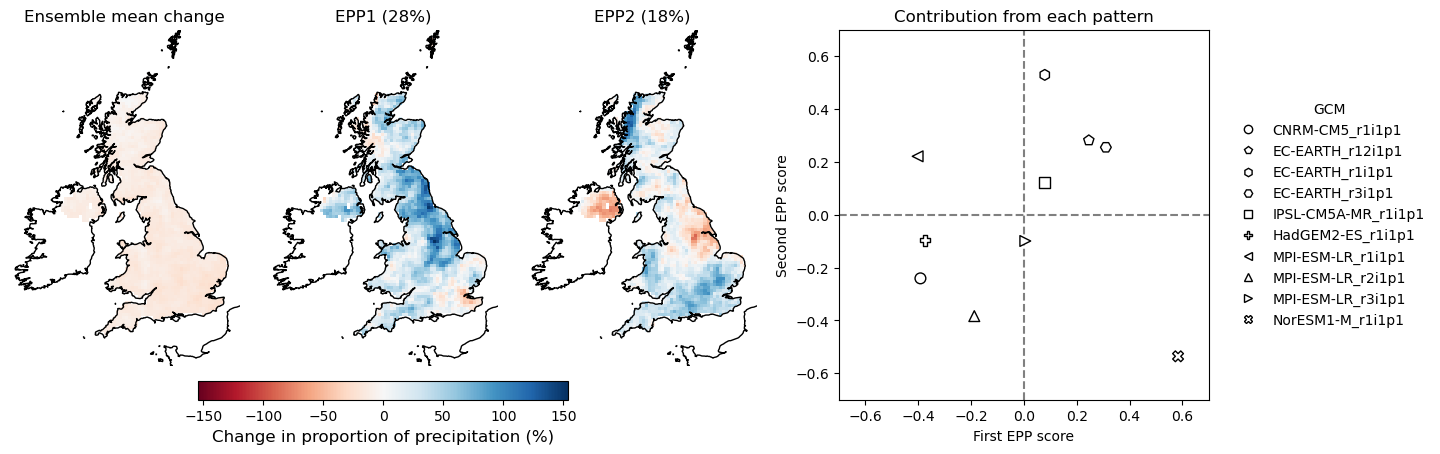 Ensemble mean change
EPP1 (28%)
EPP2 (18%)
−150 −100 −50 0 50 100 150
Change in proportion of precipitation (%)
Contribution from each pattern
Second EPP score
0.6
0.4
0.2
0.0
−0.2
−0.4
−0.6
−0.6 −0.4 −0.2 0.0 0.2 0.4 0.6
First EPP score
GCM
CNRM-CM5_r1i1p1
EC-EARTH_r12i1p1
EC-EARTH_r1i1p1
EC-EARTH_r3i1p1
IPSL-CM5A-MR_r1i1p1
HadGEM2-ES_r1i1p1
MPI-ESM-LR_r1i1p1
MPI-ESM-LR_r2i1p1
MPI-ESM-LR_r3i1p1
NorESM1-M_r1i1p1